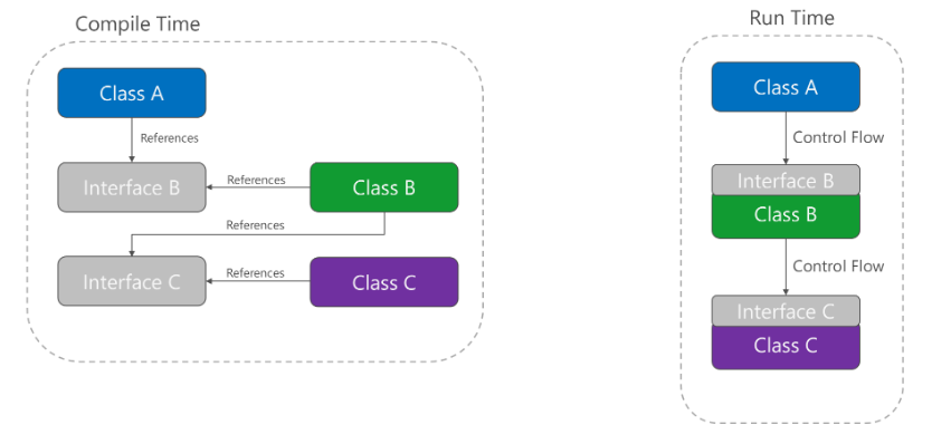 Compile Time
Class A
References
Interface B
References
Class B
References
Interface C
References
Class C
Run Time
Class A
Control Flow
Interface B
Class B
Control Flow
Interface C
Class C